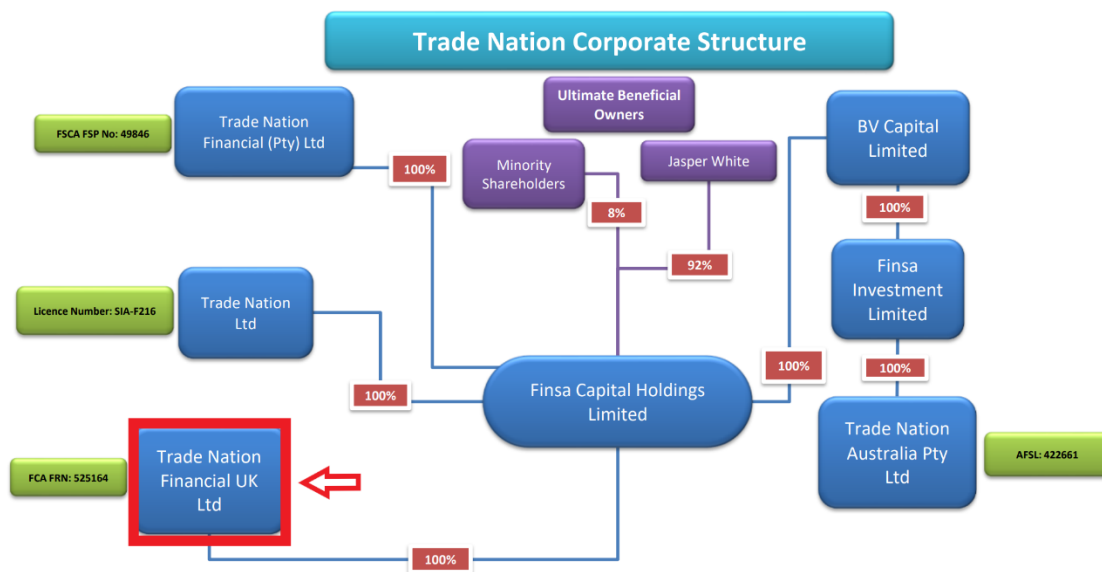 Trade Nation Corporate Structure
Ultimate Beneficial
Owners
FSCA FSP No: 49846
Trade Nation
Financial (Pty) Ltd
100%
Minority
Shareholders
Jasper White
8%
92%
BV Capital
Limited
100%
Finsa
Investment
Limited
100%
Licence Number: SIA-F216
Trade Nation
Ltd
100%
Finsa Capital Holdings
Limited
100%
Trade Nation
Australia Pty
Ltd
AFSL: 422661
FCA FRN: 525164
Trade Nation
Financial UK
Ltd
100%